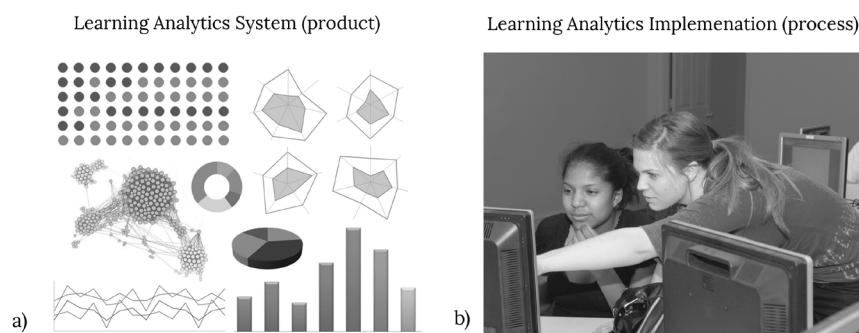 Learning Analytics System (product)
Learning Analytics Implemenation (process)
a)
b)